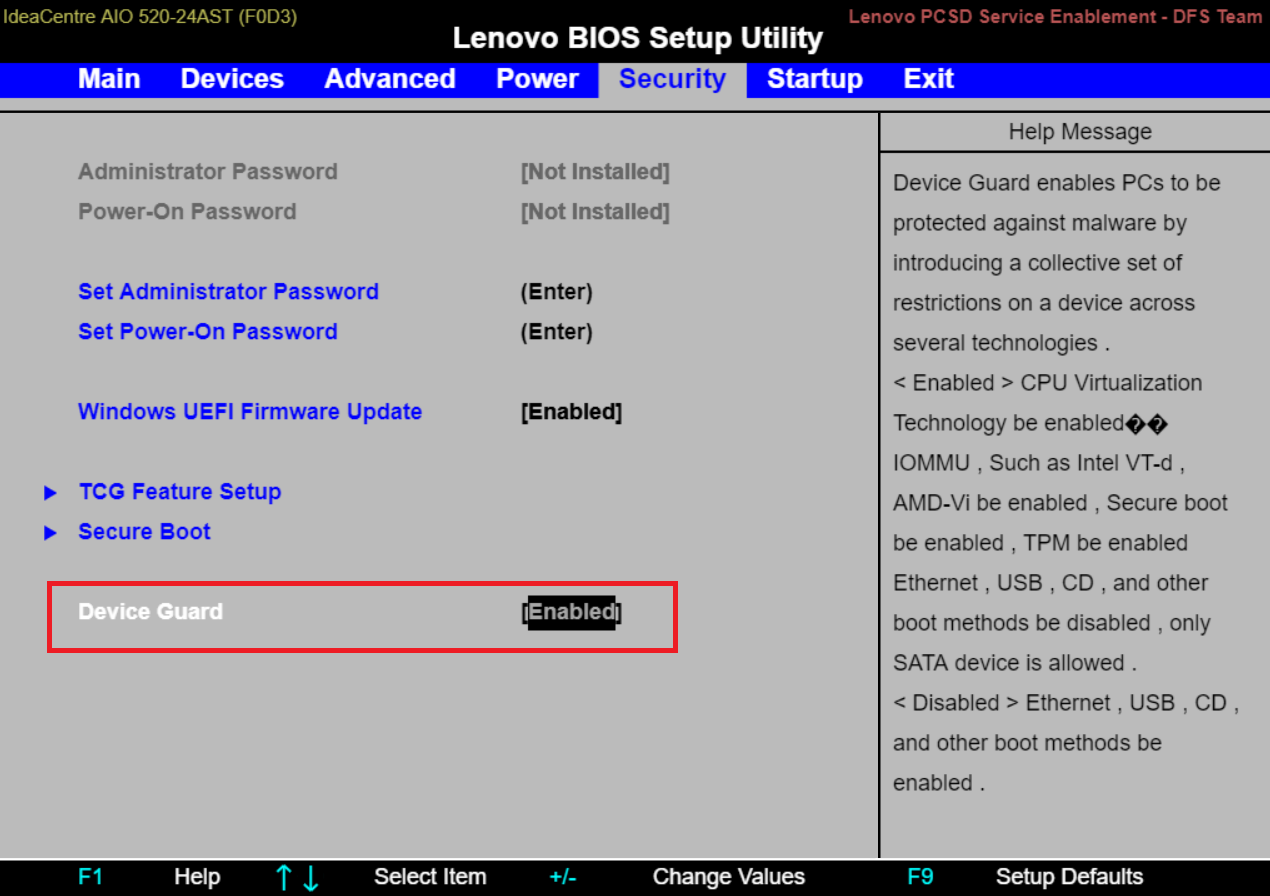 IdeaCentre AIO 520-24AST (F0D3)
Lenovo PCSD Service Enablement - DFS Team
Lenovo BIOS Setup Utility
Main Devices Advanced Power Security Startup Exit
Help Message
Administrator Password [Not Installed]
Power-On Password [Not Installed]
Set Administrator Password (Enter)
Set Power-On Password (Enter)
Windows UEFI Firmware Update [Enabled]
TCG Feature Setup
Secure Boot
Device Guard [Enabled]
Device Guard enables PCs to be
protected against malware by
introducing a collective set of
restrictions on a device across
several technologies .
< Enabled > CPU Virtualization
Technology be enabled��
IOMMU , Such as Intel VT-d ,
AMD-Vi be enabled , Secure boot
be enabled , TPM be enabled
Ethernet , USB , CD , and other
boot methods be disabled , only
SATA device is allowed .
< Disabled > Ethernet , USB , CD ,
and other boot methods be
enabled .
F1 Help ↑↓ Select Item +/- Change Values F9 Setup Defaults